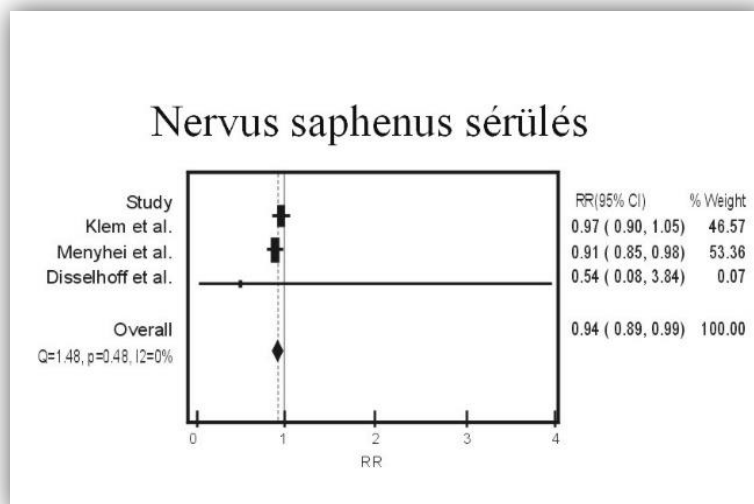 Nervus saphenus sérülés
Study RR(95% CI) % Weight
Klem et al. 0.97 ( 0.90, 1.05) 46.57
Menyhei et al. 0.91 ( 0.85, 0.98) 53.36
Disselhoff et al. 0.54 ( 0.08, 3.84) 0.07
Overall 0.94 ( 0.89, 0.99) 100.00
Q=1.48, p=0.48, I2=0%
0 1 2 3 4
RR